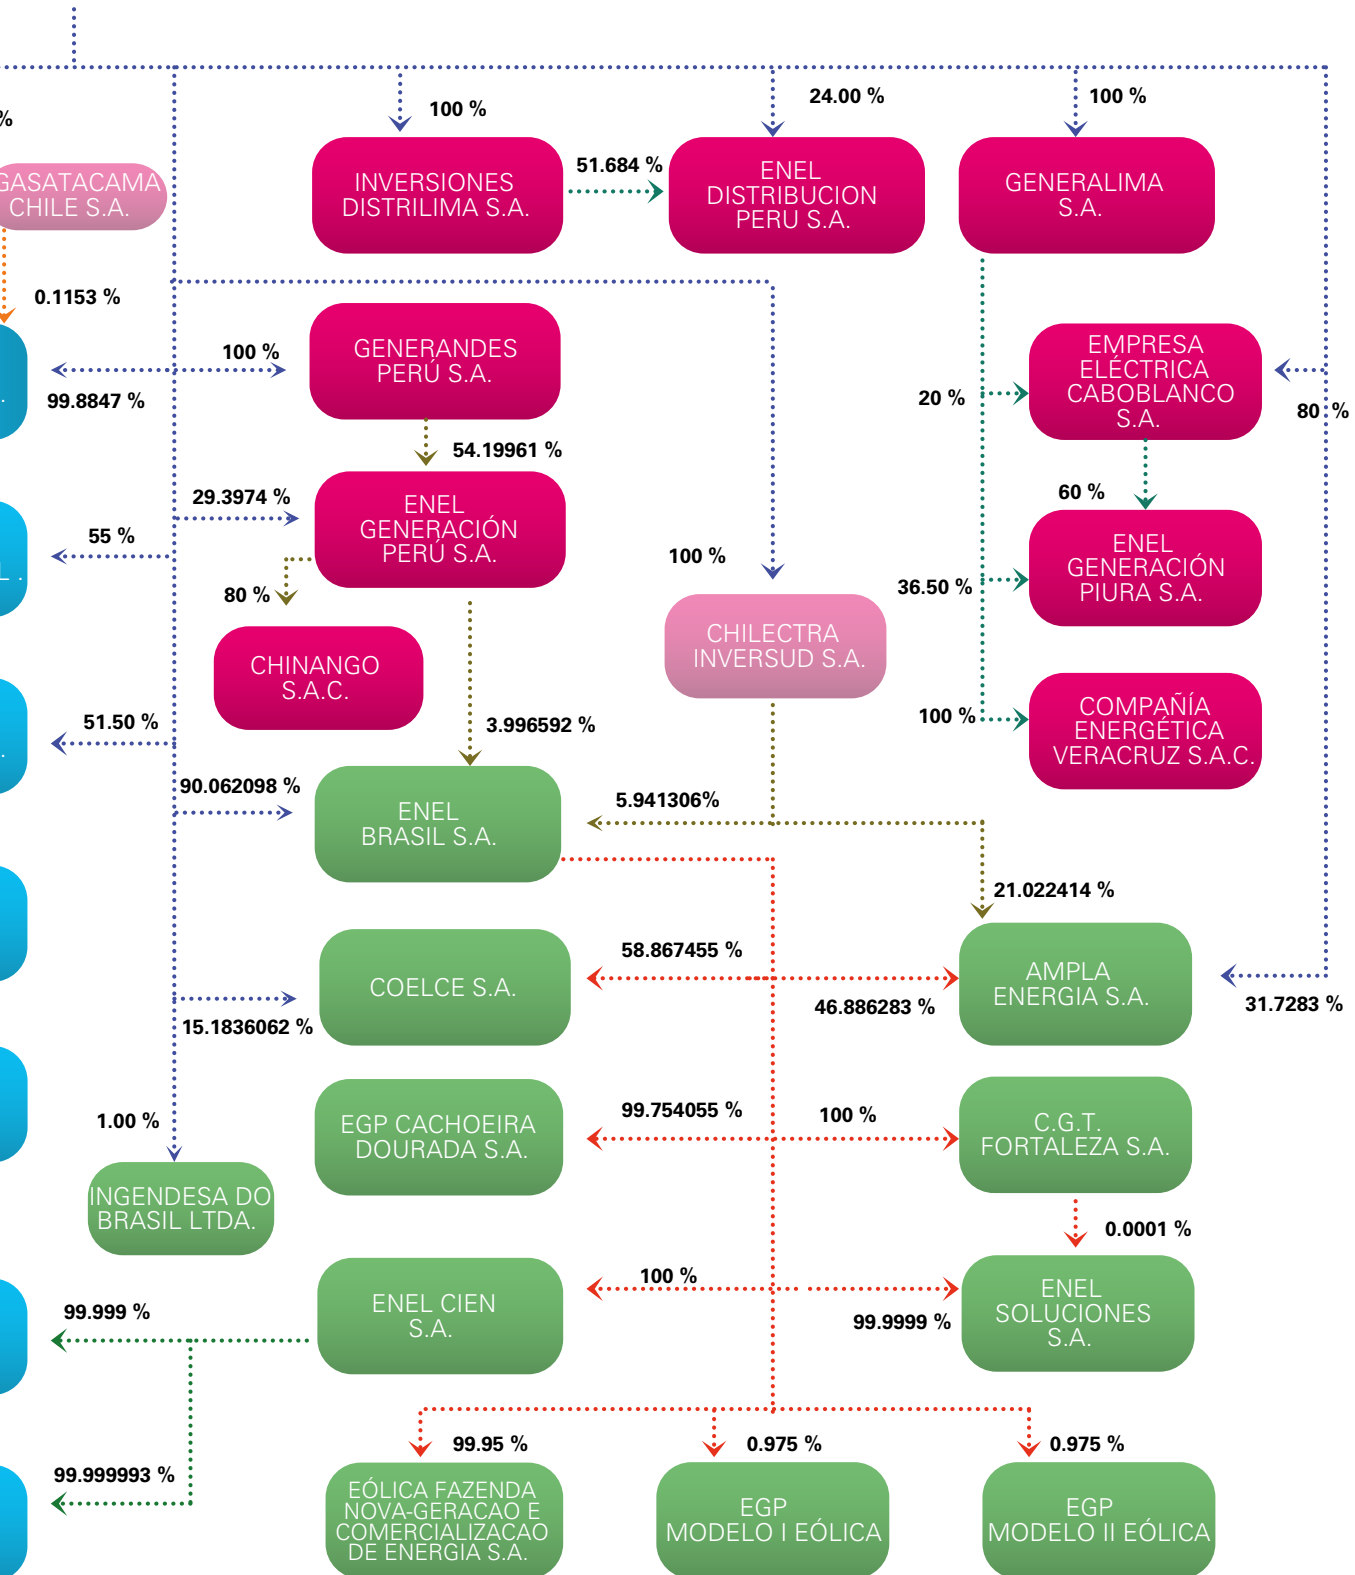 100 %
24.00 %
100 %
%
GASATACAMA
CHILE S.A.
INVERSIONES
DISTRILIMA S.A.
51.684 %
ENEL
DISTRIBUCION
PERU S.A.
GENERALIMA
S.A.
0.1153 %
100 %
99.8847 %
GENERANDES
PERÚ S.A.
EMPRESA
ELÉCTRICA
CABOBLANCO
S.A.
20 %
80 %
.
54.19961 %
29.3974 %
ENEL
GENERACIÓN
PERÚ S.A.
60 %
55 %
L .
100 %
ENEL
GENERACIÓN
PIURA S.A.
36.50 %
80 %
CHINANGO
S.A.C.
CHILECTRA
INVERSUD S.A.
51.50 %
.
3.996592 %
100 %
COMPAÑÍA
ENERGÉTICA
VERACRUZ S.A.C.
90.062098 %
ENEL
BRASIL S.A.
5.941306%
21.022414 %
COELCE S.A.
58.867455 %
46.886283 %
AMPLA
ENERGIA S.A.
31.7283 %
15.1836062 %
1.00 %
EGP CACHOEIRA
DOURADA S.A.
99.754055 %
100 %
C.G.T.
FORTALEZA S.A.
INGENDESA DO
BRASIL LTDA.
0.0001 %
99.999 %
ENEL CIEN
S.A.
100 %
99.9999 %
ENEL
SOLUCIONES
S.A.
99.999993 %
99.95 %
0.975 %
0.975 %
EÓLICA FAZENDA
NOVA-GERACAO E
COMERCIALIZACAO
DE ENERGIA S.A.
EGP
MODELO I EÓLICA
EGP
MODELO II EÓLICA